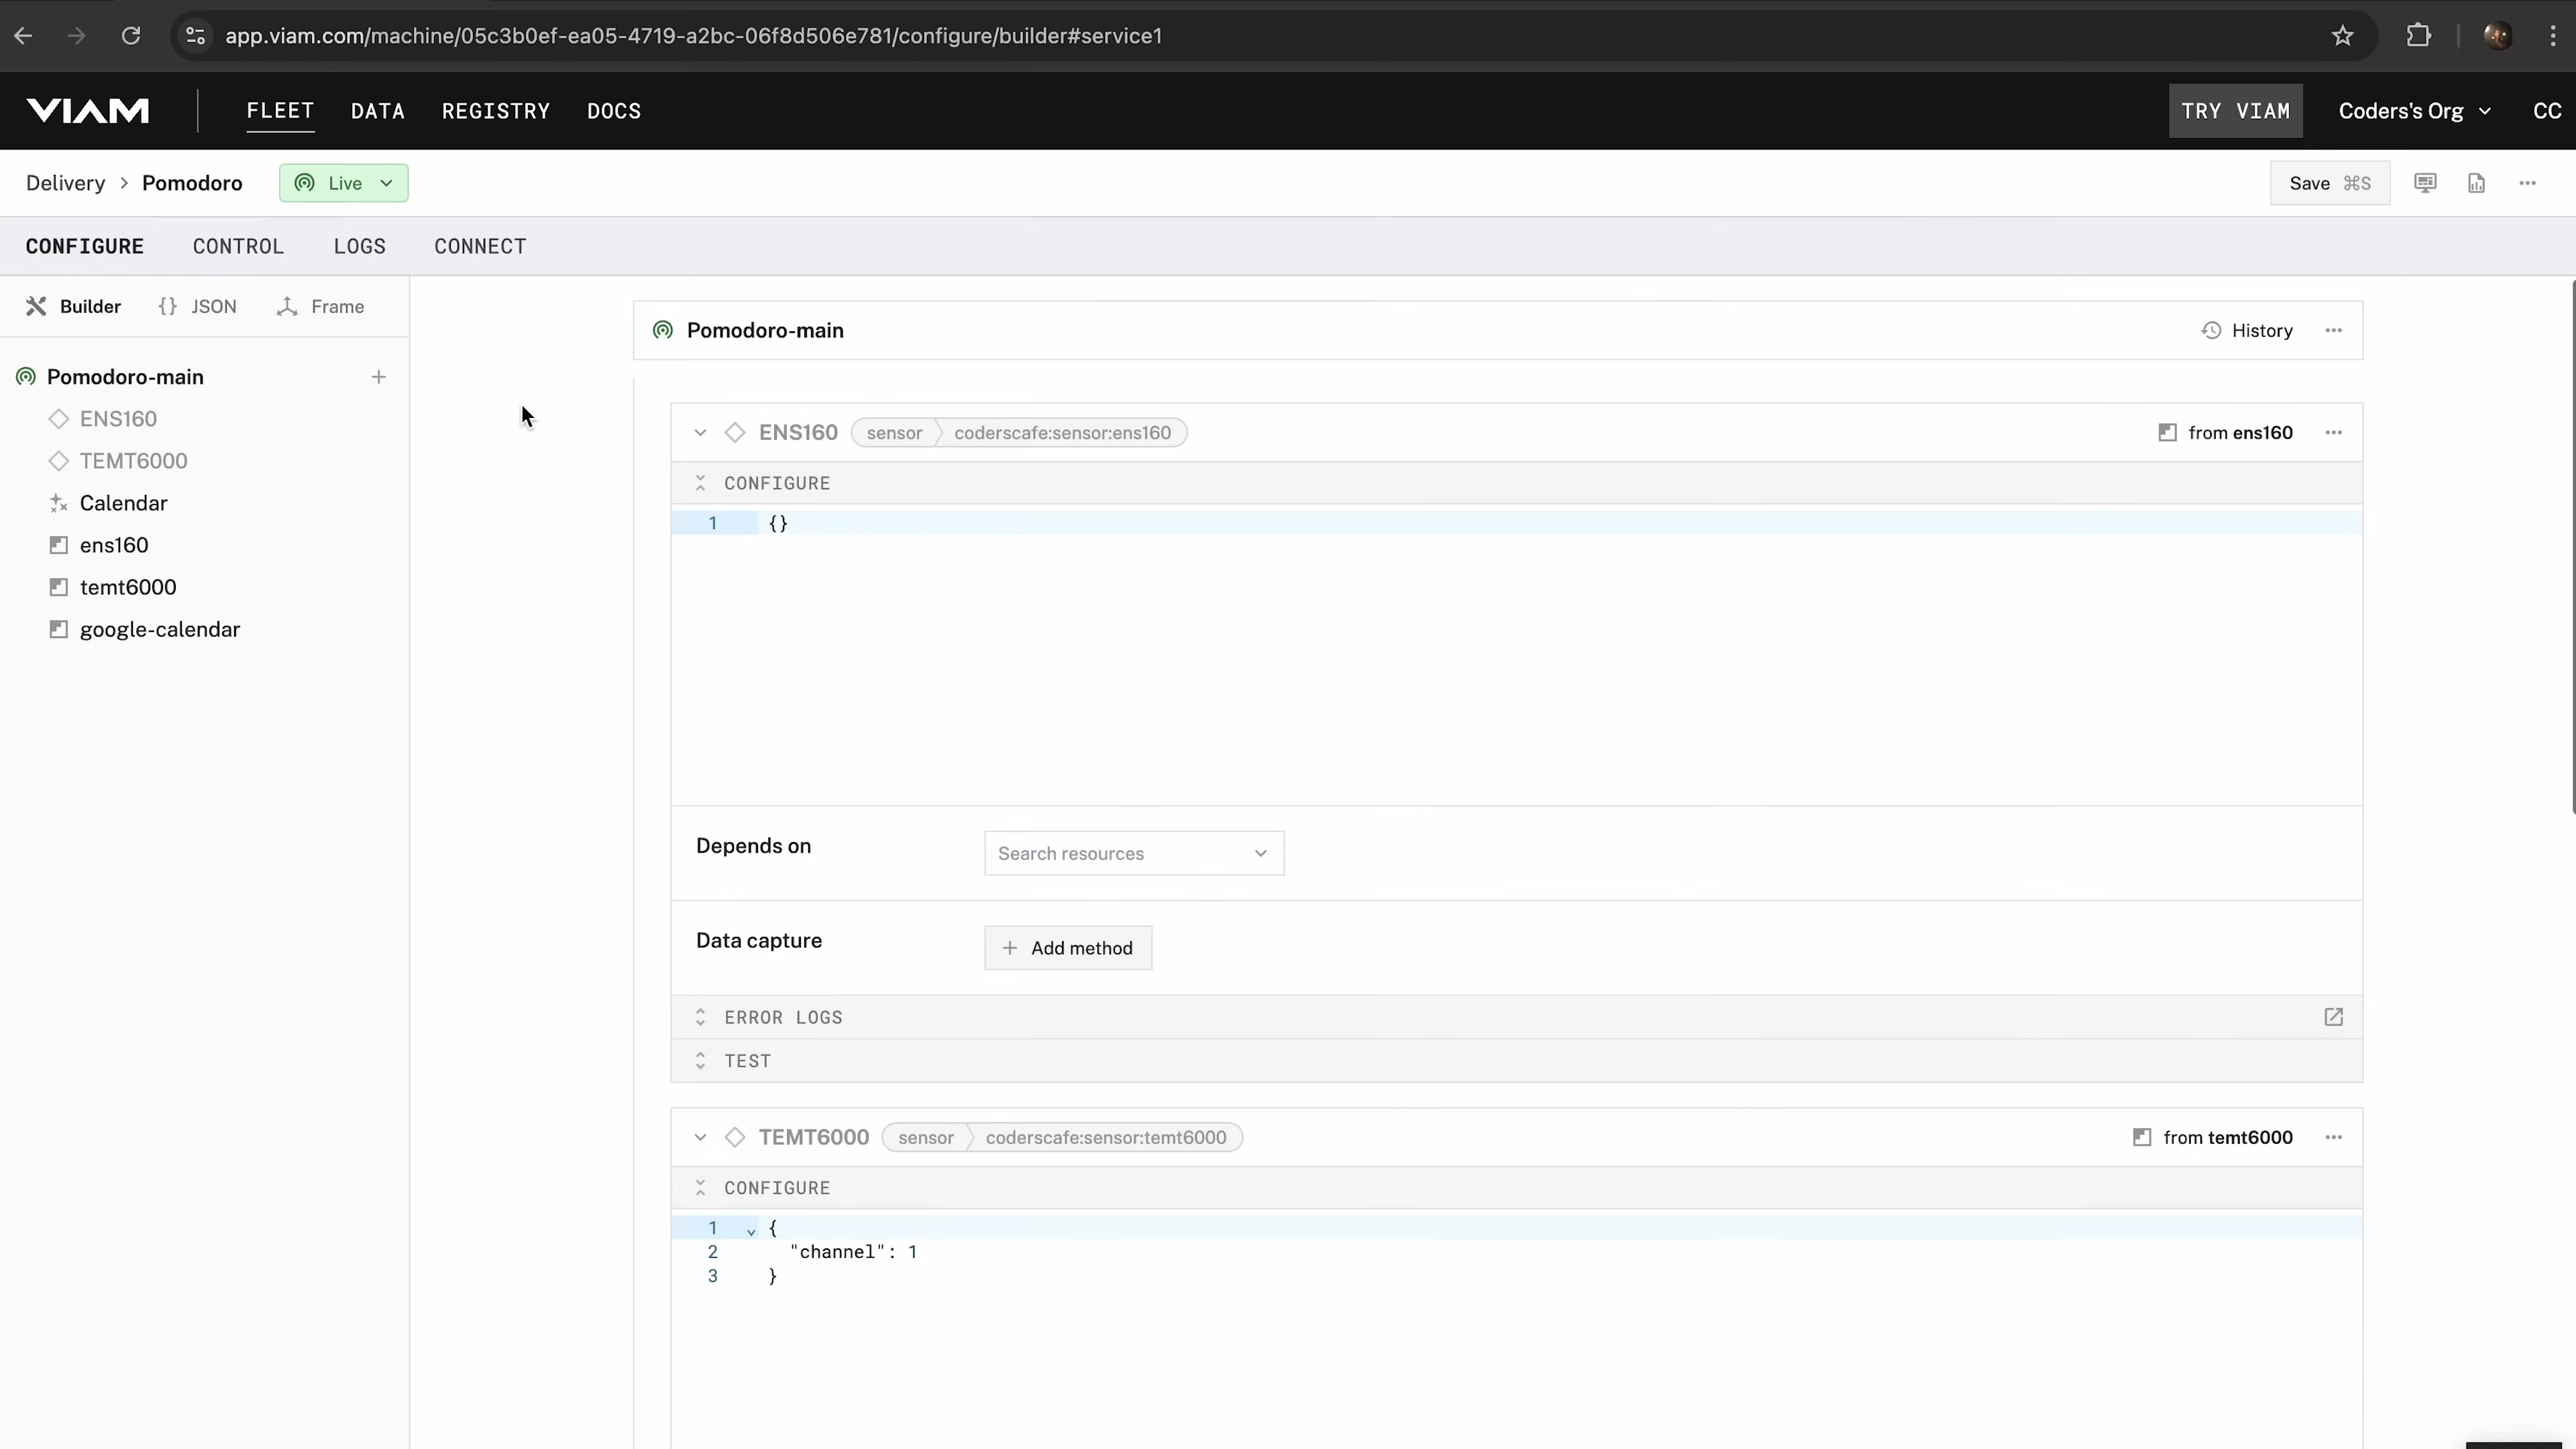 app.viam.com/machine/05c3b0ef-ea05-4719-a2bc-06f8d506e781/configure/builder#service1
VIAM FLEET DATA REGISTRY DOCS TRY VIAM Coders's Org CC
Delivery > Pomodoro Live Save ⌘S
CONFIGURE CONTROL LOGS CONNECT
Builder {} JSON Frame
Pomodoro-main
ENS160
TEMT6000
Calendar
ens160
temt6000
google-calendar
Pomodoro-main History
ENS160 sensor coderscafe:sensor:ens160 from ens160
CONFIGURE
1 {}
Depends on Search resources
Data capture + Add method
ERROR LOGS
TEST
TEMT6000 sensor coderscafe:sensor:temt6000 from temt6000
CONFIGURE
1 {
2 "channel": 1
3 }